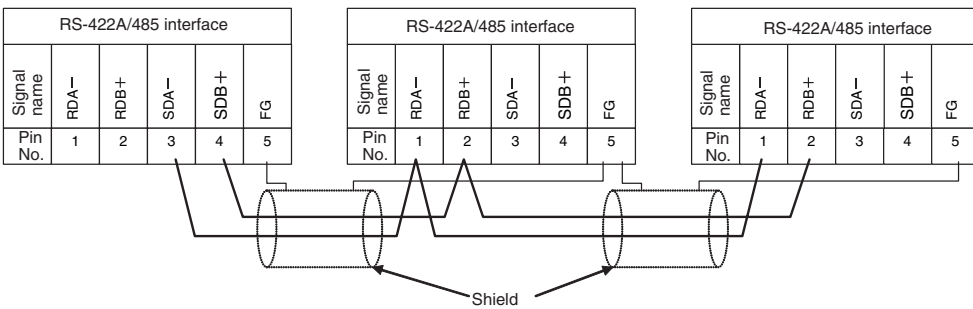 RS-422A/485 interface
Signal name RDA− RDB+ SDA− SDB+ FG
Pin No. 1 2 3 4 5
RS-422A/485 interface
Signal name RDA− RDB+ SDA− SDB+ FG
Pin No. 1 2 3 4 5
RS-422A/485 interface
Signal name RDA− RDB+ SDA− SDB+ FG
Pin No. 1 2 3 4 5
Shield